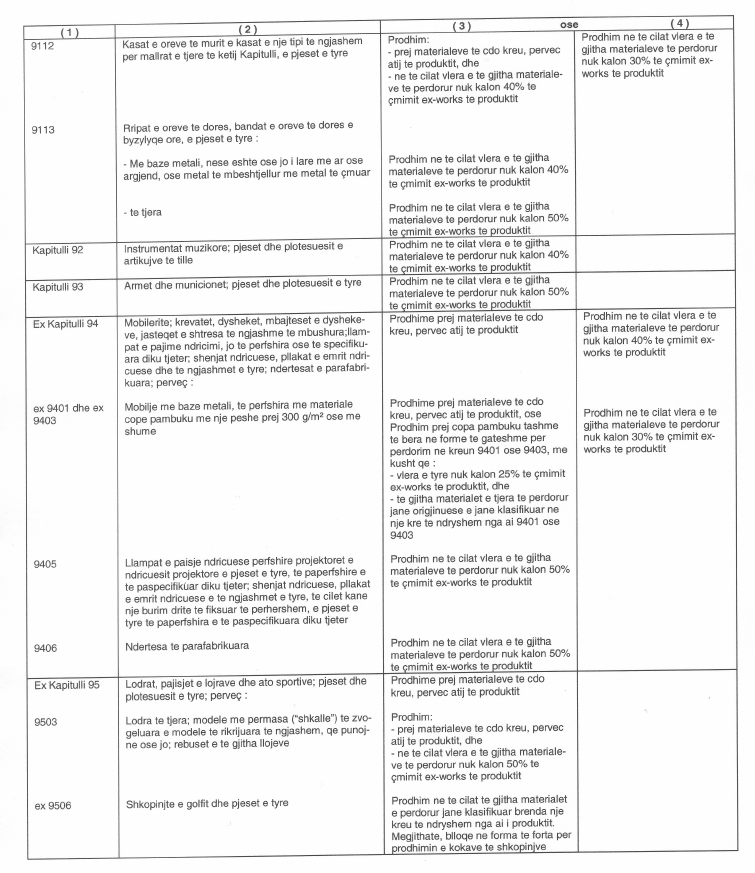 ( 1 ) ( 2 ) ( 3 ) ose ( 4 )
9112
Kasat e oreve te murit e kasat e nje tipi te ngjashem
per mallrat e tjere te ketij Kapitulli, e pjeset e tyre
Prodhim:
- prej materialeve te cdo kreu, pervec
atij te produktit, dhe
- ne te cilat vlera e te gjitha materiale-
ve te perdorur nuk kalon 40% te
çmimit ex-works te produktit
Prodhim ne te cilat vlera e te
gjitha materialeve te perdorur
nuk kalon 30% te çmimit ex-
works te produktit
9113
Rripat e oreve te dores, bandat e oreve te dores e
byzylyqe ore, e pjeset e tyre :
- Me baze metali, nese eshte ose jo i lare me ar ose
argjend, ose metal te mbeshtjellur me metal te çmuar
Prodhim ne te cilat vlera e te gjitha
materialeve te perdorur nuk kalon 40%
te çmimit ex-works te produktit
- te tjera
Prodhim ne te cilat vlera e te gjitha
materialeve te perdorur nuk kalon 50%
te çmimit ex-works te produktit
Kapitulli 92
Instrumentat muzikore; pjeset dhe plotesuesit e
artikujve te tille
Prodhim ne te cilat vlera e te gjitha
materialeve te perdorur nuk kalon 40%
te çmimit ex-works te produktit
Kapitulli 93
Armet dhe municionet; pjeset dhe plotesuesit e tyre
Prodhim ne te cilat vlera e te gjitha
materialeve te perdorur nuk kalon 50%
te çmimit ex-works te produktit
Ex Kapitulli 94
Mobilerite; krevatet, dysheket, mbajteset e dysheke-
ve, jasteqet e shtresa te ngjashme te mbushura;llam-
pat e pajime ndricimi, jo te perfshira ose te specifiku-
ara diku tjeter; shenjat ndricuese, pllakat e emrit ndri-
cuese dhe te ngjashmet e tyre; ndertesat e parafabri-
kuara; perveç :
Prodhime prej materialeve te cdo
kreu, pervec atij te produktit
Prodhim ne te cilat vlera e te
gjitha materialeve te perdorur
nuk kalon 40% te çmimit ex-
works te produktit
ex 9401 dhe ex
9403
Mobilje me baze metali, te perfshira me materiale
cope pambuku me nje peshe prej 300 g/m² ose me
shume
Prodhime prej materialeve te cdo
kreu, pervec atij te produktit, ose
Prodhim prej copa pambuku tashme
te bera ne forme te gateshme per
perdorim ne kreun 9401 ose 9403, me
kusht qe :
- vlera e tyre nuk kalon 25% te çmimit
ex-works te produktit, dhe
- te gjitha materialet e tjera te perdorur
jane origjinuese e jane klasifikuar ne
nje kre te ndryshem nga ai 9401 ose
9403
Prodhim ne te cilat vlera e te
gjitha materialeve te perdorur
nuk kalon 30% te çmimit ex-
works te produktit
9405
Llampat e paisje ndricuese perfshire projektoret e
ndricuesit projektore e pjeset e tyre, te paperfshire e
te paspecifikuar diku tjeter; shenjat ndricuese, pllakat
e emrit ndricuese e te ngjashmet e tyre, te cilet kane
nje burim drite te fiksuar te perhershem, e pjeset e
tyre te paperfshira e te paspecifikuara diku tjeter
Prodhim ne te cilat vlera e te gjitha
materialeve te perdorur nuk kalon 50%
te çmimit ex-works te produktit
9406
Ndertesa te parafabrikuara
Prodhim ne te cilat vlera e te gjitha
materialeve te perdorur nuk kalon 50%
te çmimit ex-works te produktit
Ex Kapitulli 95
Lodrat, pajisjet e lojrave dhe ato sportive; pjeset dhe
plotesuesit e tyre; perveç :
Prodhime prej materialeve te cdo
kreu, pervec atij te produktit
9503
Lodra te tjera; modele me permasa (“shkalle”) te zvo-
geluara e modele te rikrijuara te ngjashem, qe punoj-
ne ose jo; rebuset e te gjitha llojeve
Prodhim:
- prej materialeve te cdo kreu, pervec
atij te produktit, dhe
- ne te cilat vlera e te gjitha materiale-
ve te perdorur nuk kalon 50% te
çmimit ex-works te produktit
ex 9506
Shkopinjte e golfit dhe pjeset e tyre
Prodhim ne te cilat te gjitha materialet
e perdorur jane klasifikuar brenda nje
kreu te ndryshem nga ai i produktit.
Megjithate, blloqe ne forma te forta per
prodhimin e kokave te shkopinjve